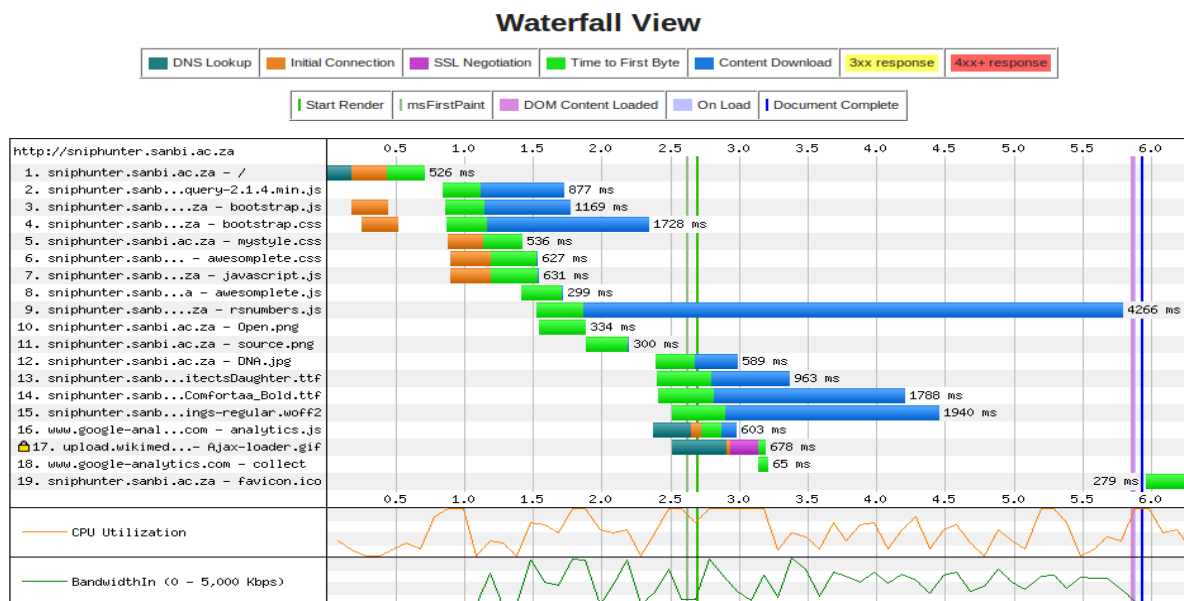 Waterfall View
DNS Lookup Initial Connection SSL Negotiation Time to First Byte Content Download 3xx response 4xx+ response
Start Render msFirstPaint DOM Content Loaded On Load Document Complete
http://sniphunter.sanbi.ac.za 0.5 1.0 1.5 2.0 2.5 3.0 3.5 4.0 4.5 5.0 5.5 6.0
1. sniphunter.sanbi.ac.za - / 526 ms
2. sniphunter.sanb...query-2.1.4.min.js 877 ms
3. sniphunter.sanb....za - bootstrap.js 1169 ms
4. sniphunter.sanb...za - bootstrap.css 1728 ms
5. sniphunter.sanbi.ac.za - mystyle.css 536 ms
6. sniphunter.sanb... - awesomplete.css 627 ms
7. sniphunter.sanb...za - javascript.js 631 ms
8. sniphunter.sanb...a - awesomplete.js 299 ms
9. sniphunter.sanb....za - rsnumbers.js 4266 ms
10. sniphunter.sanbi.ac.za - Open.png 334 ms
11. sniphunter.sanbi.ac.za - source.png 300 ms
12. sniphunter.sanbi.ac.za - DNA.jpg 589 ms
13. sniphunter.sanb...itectsDaughter.ttf 963 ms
14. sniphunter.sanb...Comfortaa_Bold.ttf 1788 ms
15. sniphunter.sanb...ings-regular.woff2 1940 ms
16. www.google-anal...com - analytics.js 603 ms
17. upload.wikimed...- Ajax-loader.gif 678 ms
18. www.google-analytics.com - collect 65 ms
19. sniphunter.sanbi.ac.za - favicon.ico 279 ms
0.5 1.0 1.5 2.0 2.5 3.0 3.5 4.0 4.5 5.0 5.5 6.0
CPU Utilization
BandwidthIn (0 - 5,000 Kbps)